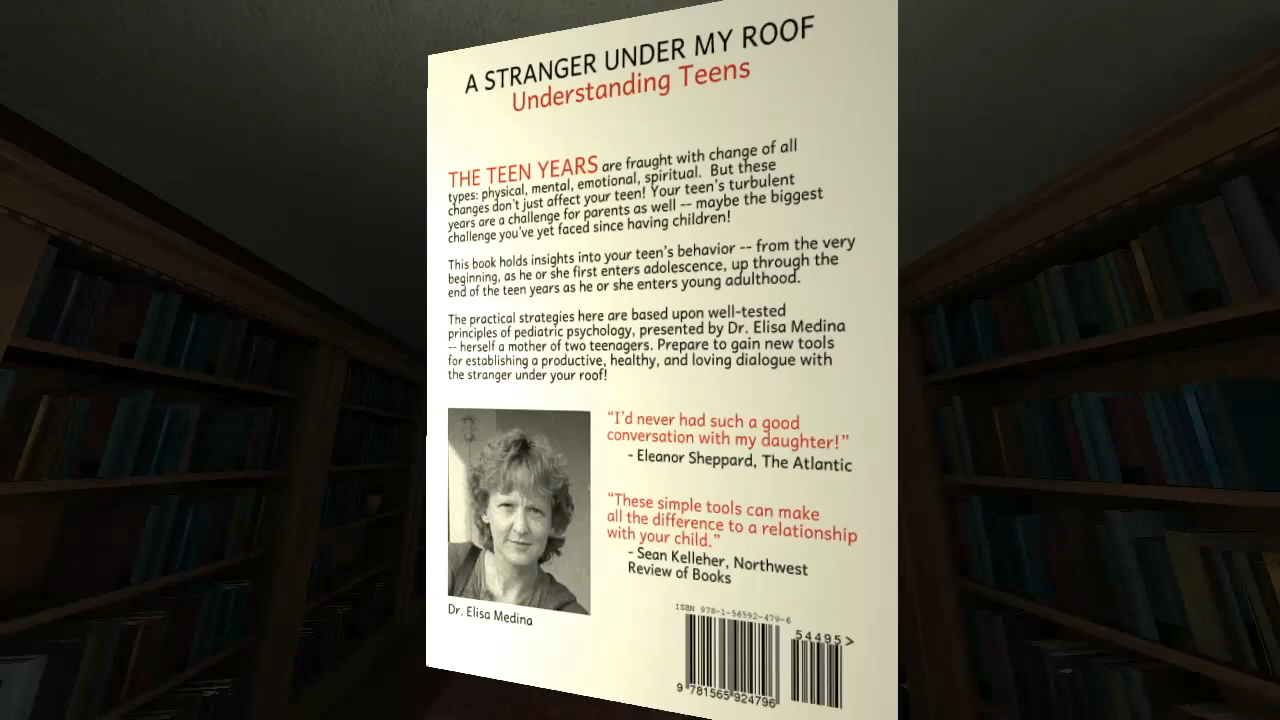 A STRANGER UNDER MY ROOF
Understanding Teens
THE TEEN YEARS are fraught with change of all
types: physical, mental, emotional, spiritual. But these
changes don't just affect your teen! Your teen's turbulent
years are a challenge for parents as well -- maybe the biggest
challenge you've yet faced since having children!
This book holds insights into your teen's behavior -- from the very
beginning, as he or she first enters adolescence, up through the
end of the teen years as he or she enters young adulthood.
The practical strategies here are based upon well-tested
principles of pediatric psychology, presented by Dr. Elisa Medina
-- herself a mother of two teenagers. Prepare to gain new tools
for establishing a productive, healthy, and loving dialogue with
the stranger under your roof!
"I'd never had such a good
conversation with my daughter!"
- Eleanor Sheppard, The Atlantic
"These simple tools can make
all the difference to a relationship
with your child."
- Sean Kelleher, Northwest
Review of Books
Dr. Elisa Medina
ISBN 978-1-56592-479-6
54495>
9 781565 924796